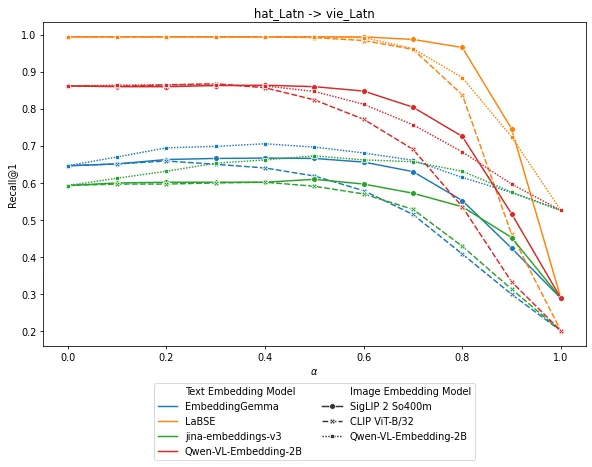 hat_Latn -> vie_Latn
Recall@1
1.0
0.9
0.8
0.7
0.6
0.5
0.4
0.3
0.2
0.0 0.2 0.4 0.6 0.8 1.0
α
Text Embedding Model Image Embedding Model
EmbeddingGemma SigLIP 2 So400m
LaBSE CLIP ViT-B/32
jina-embeddings-v3 Qwen-VL-Embedding-2B
Qwen-VL-Embedding-2B